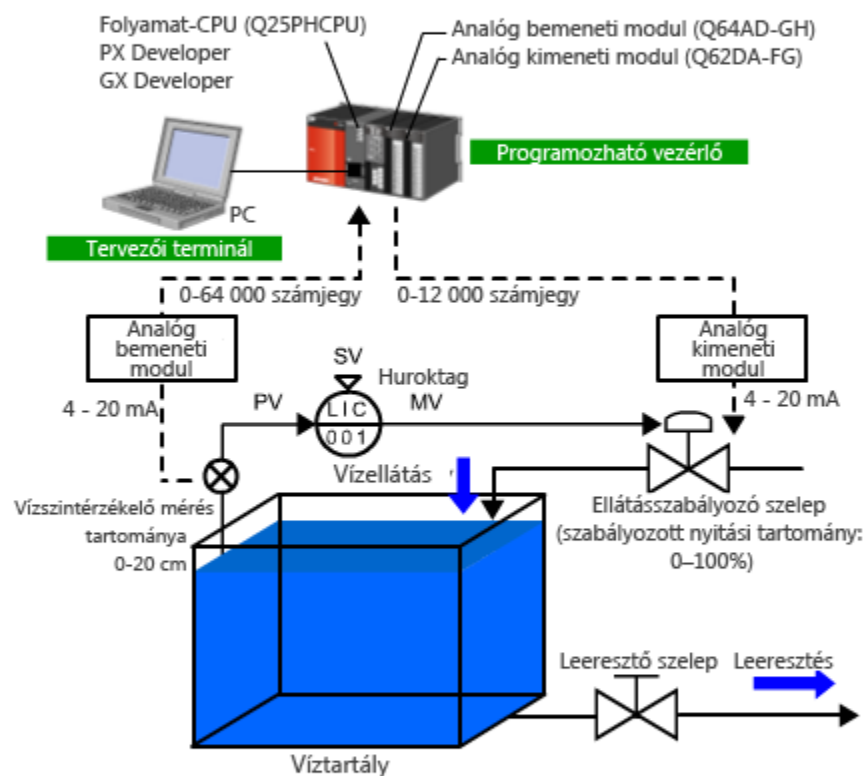 Folyamat-CPU (Q25PHCPU)
PX Developer
GX Developer
Analóg bemeneti modul (Q64AD-GH)
Analóg kimeneti modul (Q62DA-FG)
Programozható vezérlő
PC
Tervezői terminál
0-64 000 számjegy
0-12 000 számjegy
Analóg
bemeneti
modul
Analóg
kimeneti
modul
SV
Huroktag
4 - 20 mA
PV
LIC
001
MV
4 - 20 mA
Vízellátás
Vízszintérzékelő mérés
tartománya
0-20 cm
Ellátásszabályozó szelep
(szabályozott nyitási tartomány:
0–100%)
Leeresztő szelep
Leeresztés
Víztartály